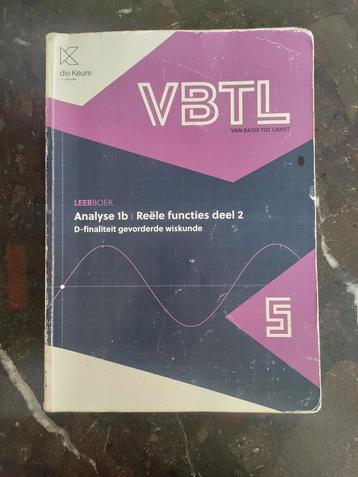 die Keure
VBTL
VAN BASIS TOT LIMIET
LEERBOEK
Analyse 1b | Reële functies deel 2
D-finaliteit gevorderde wiskunde
5